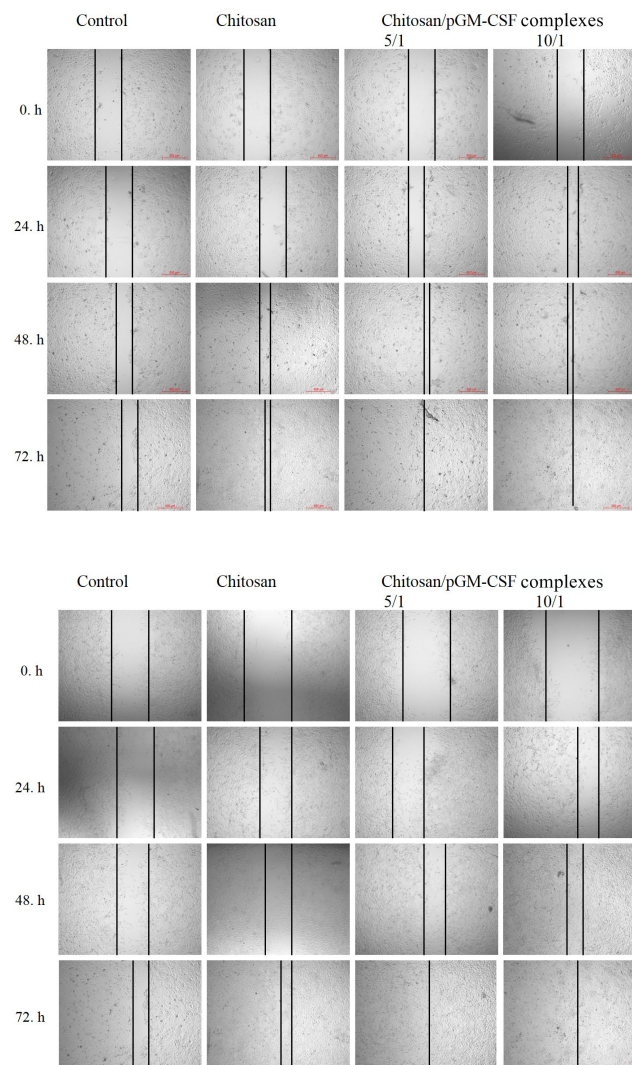 Control Chitosan Chitosan/pGM-CSF complexes
5/1 10/1
0. h
24. h
48. h
72. h
Control Chitosan Chitosan/pGM-CSF complexes
5/1 10/1
0. h
24. h
48. h
72. h